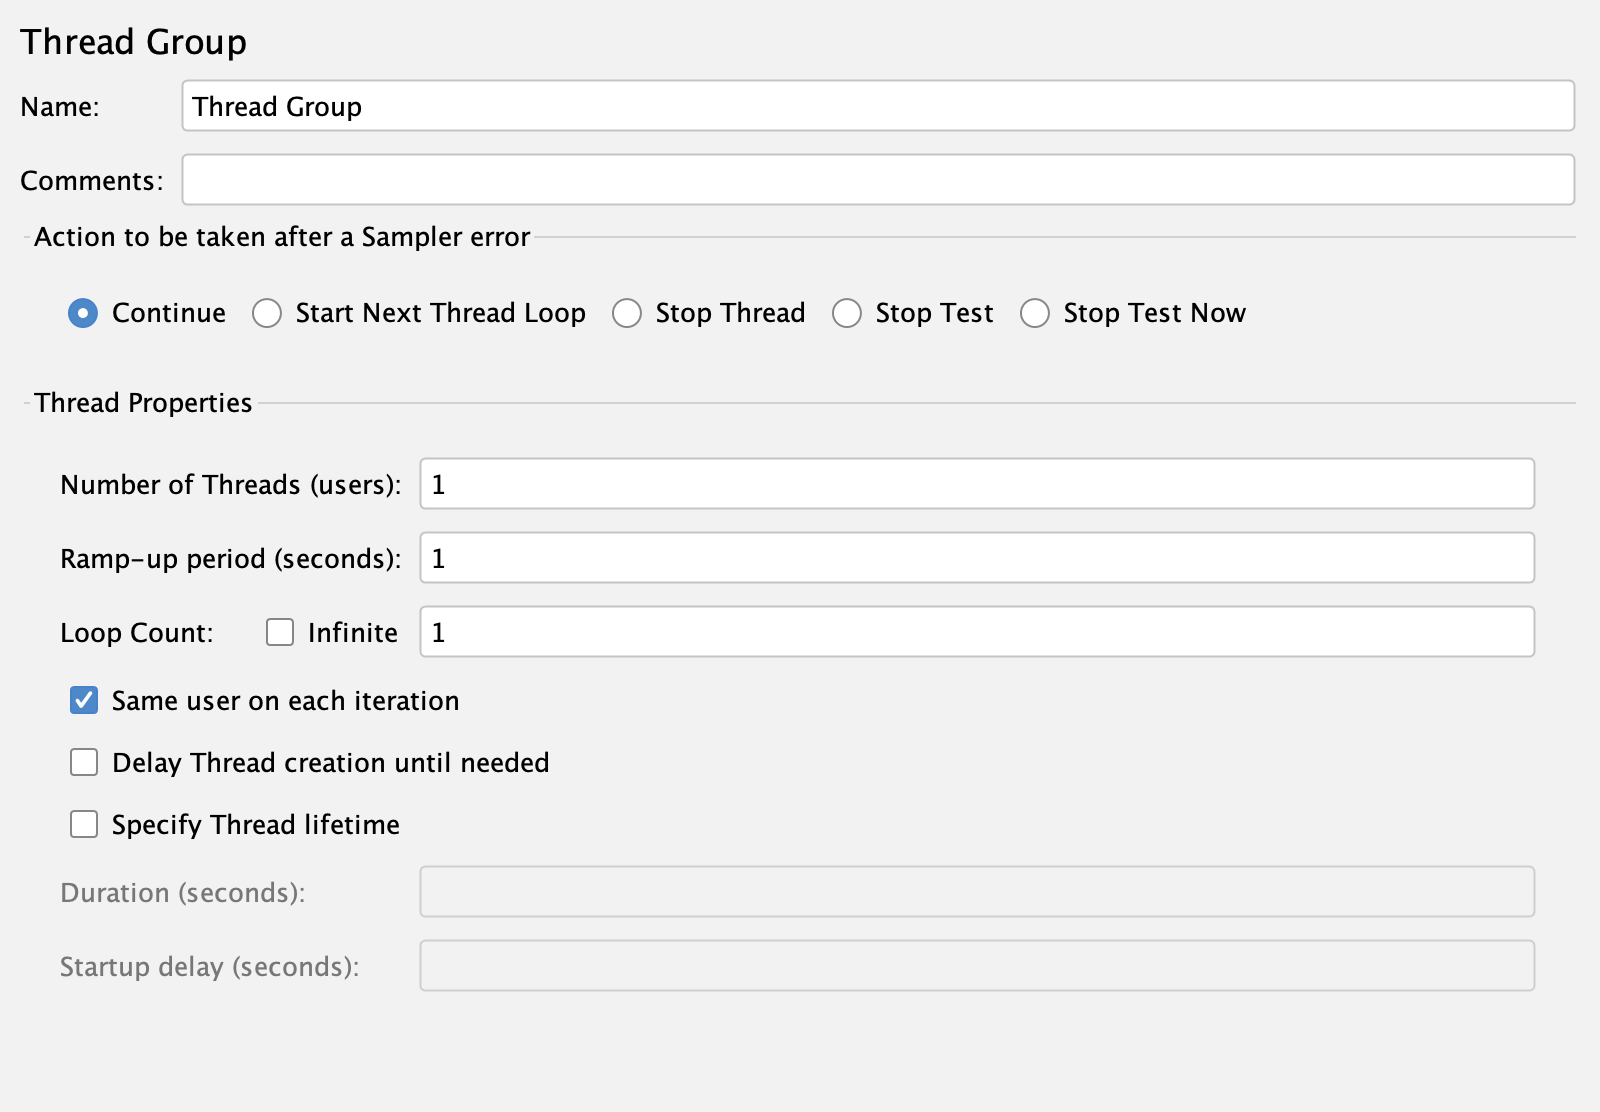 Thread Group
Name: Thread Group
Comments:
Action to be taken after a Sampler error
Continue Start Next Thread Loop Stop Thread Stop Test Stop Test Now
Thread Properties
Number of Threads (users): 1
Ramp-up period (seconds): 1
Loop Count: Infinite 1
Same user on each iteration
Delay Thread creation until needed
Specify Thread lifetime
Duration (seconds):
Startup delay (seconds):